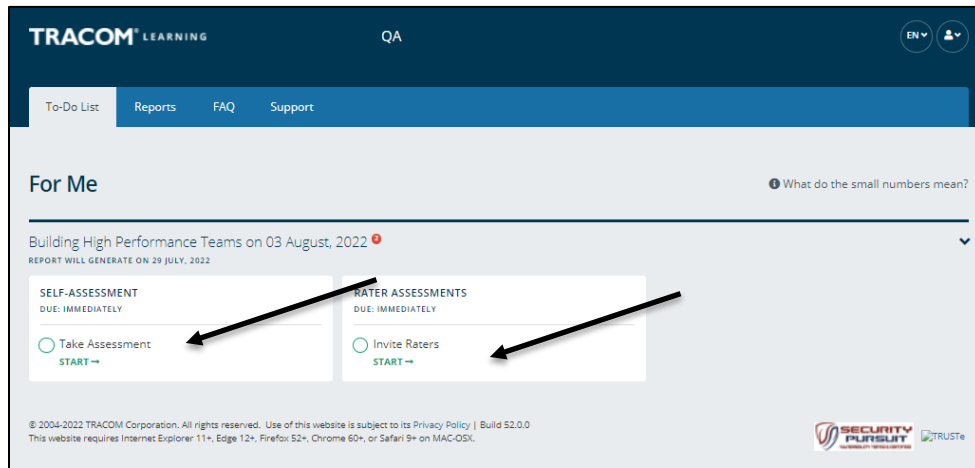 TRACOM® LEARNING QA EN
To-Do List Reports FAQ Support
For Me What do the small numbers mean?
Building High Performance Teams on 03 August, 2022 2
REPORT WILL GENERATE ON 29 JULY, 2022
SELF-ASSESSMENT
DUE: IMMEDIATELY
Take Assessment
START→
RATER ASSESSMENTS
DUE: IMMEDIATELY
Invite Raters
START→
© 2004-2022 TRACOM Corporation. All rights reserved. Use of this website is subject to its Privacy Policy | Build 52.0.0
This website requires Internet Explorer 11+, Edge 12+, Firefox 52+, Chrome 60+, or Safari 9+ on MAC-OSX.
SECURITY
PURSUIT
TRUSTe